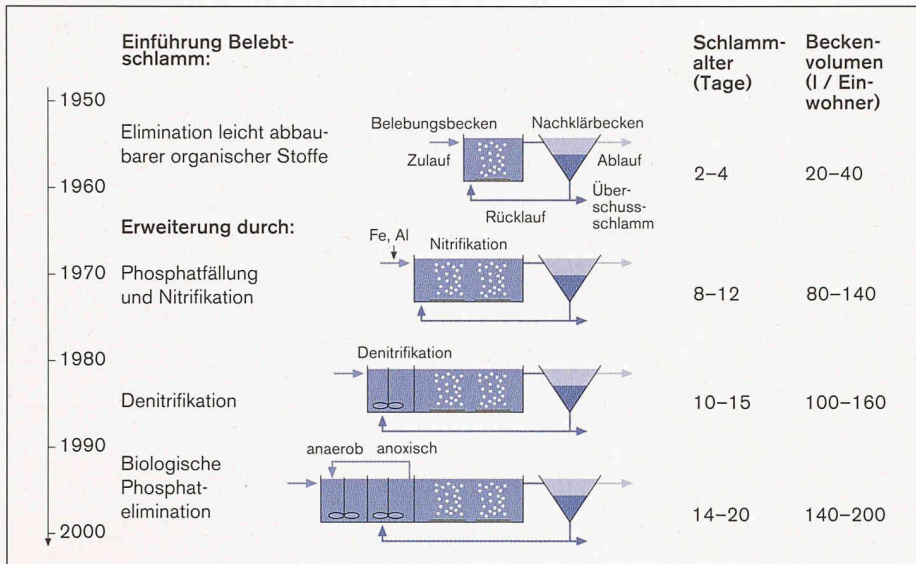 Einführung Belebt-
schlamm:
Schlamm-
alter
(Tage)
Becken-
volumen
(l / Ein-
wohner)
1950
Elimination leicht abbau-
barer organischer Stoffe
Belebungsbecken
Nachklärbecken
Zulauf
Ablauf
2–4
20–40
1960
Rücklauf
Über-
schuss-
schlamm
Erweiterung durch:
Fe, Al
Nitrifikation
1970
Phosphatfällung
und Nitrifikation
8–12
80–140
1980
Denitrifikation
Denitrifikation
10–15
100–160
1990
anaerob
anoxisch
Biologische
Phosphat-
elimination
14–20
140–200
2000